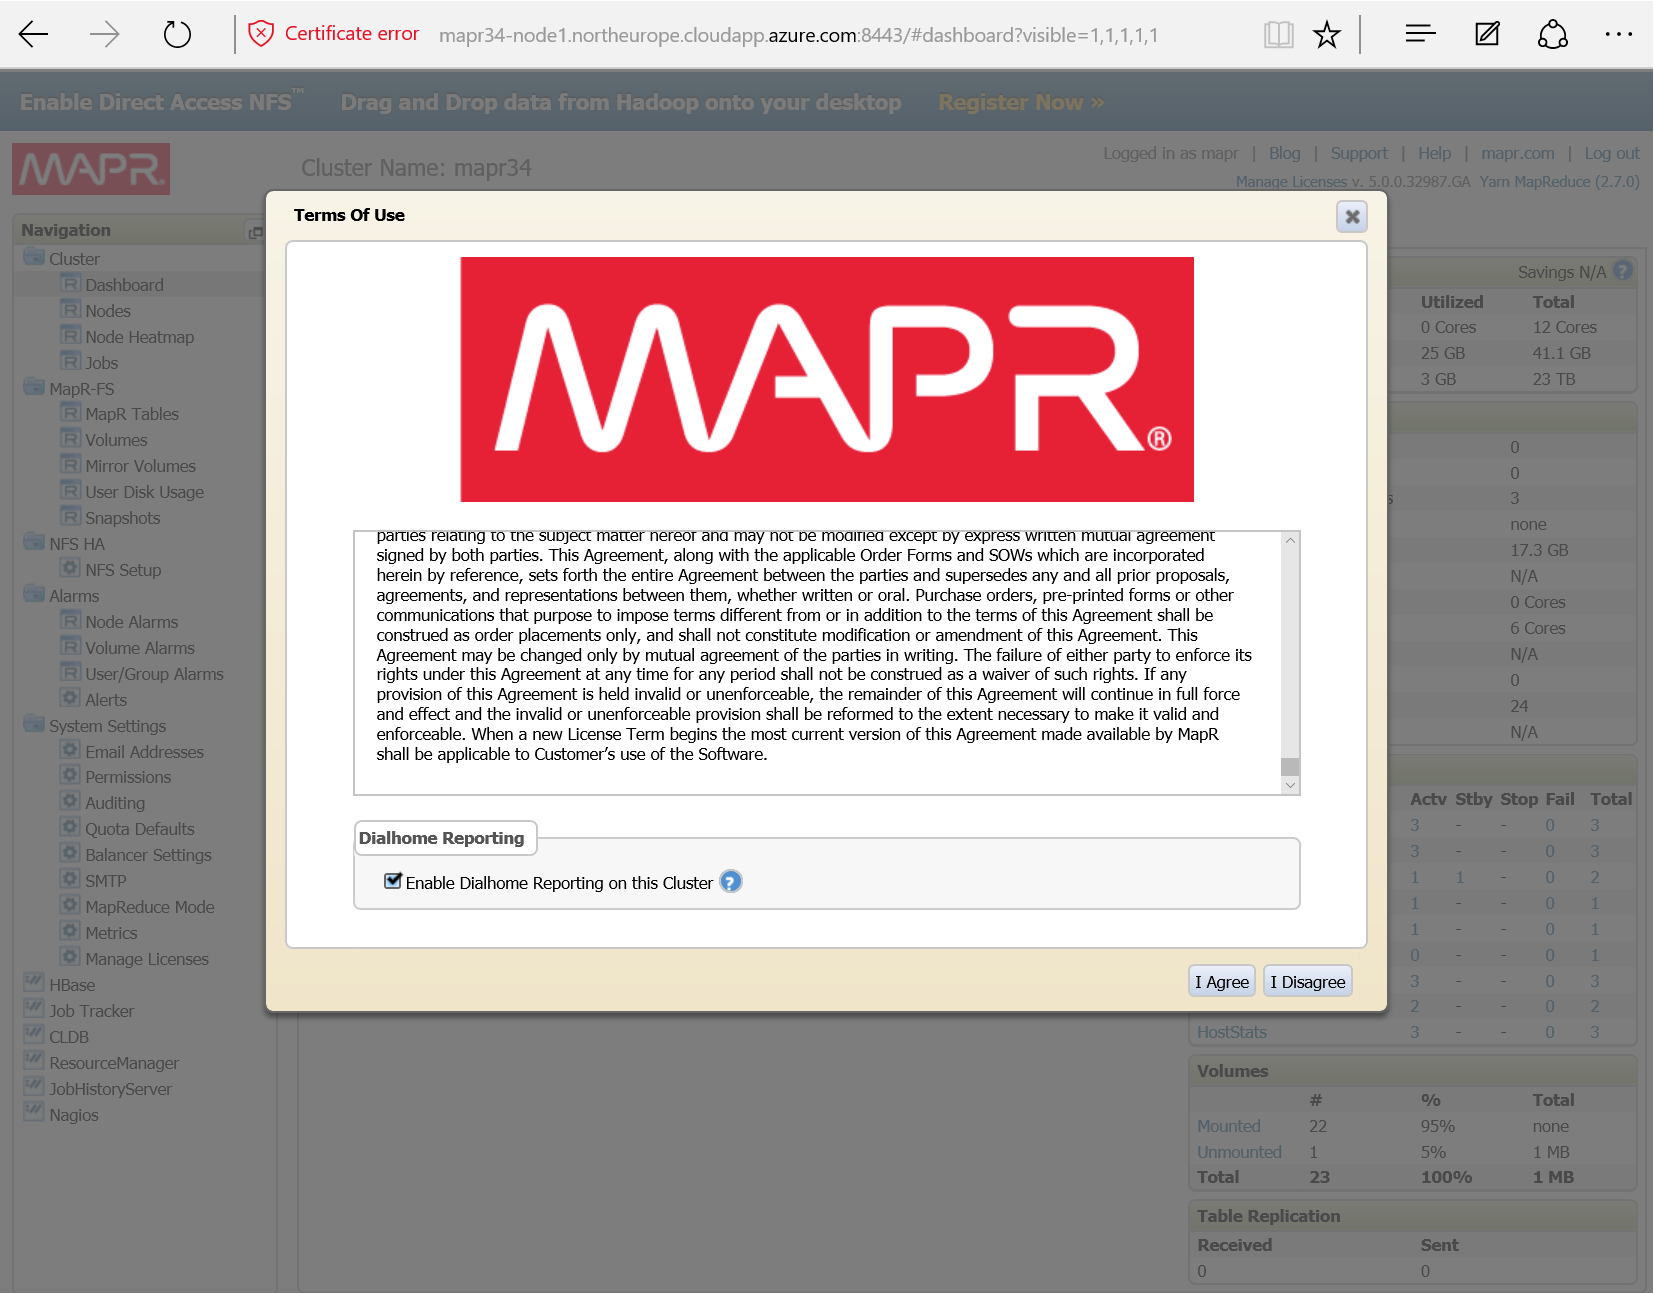 Certificate error mapr34-node1.northeurope.cloudapp.azure.com:8443/#dashboard?visible=1,1,1,1,1
Enable Direct Access NFS™ Drag and Drop data from Hadoop onto your desktop Register Now »
MAPR®
Cluster Name: mapr34
Logged in as mapr | Blog | Support | Help | mapr.com | Log out
Manage Licenses v. 5.0.0.32987.GA Yarn MapReduce (2.7.0)
Navigation
Cluster
Dashboard
Nodes
Node Heatmap
Jobs
MapR-FS
MapR Tables
Volumes
Mirror Volumes
User Disk Usage
Snapshots
NFS HA
NFS Setup
Alarms
Node Alarms
Volume Alarms
User/Group Alarms
Alerts
System Settings
Email Addresses
Permissions
Auditing
Quota Defaults
Balancer Settings
SMTP
MapReduce Mode
Metrics
Manage Licenses
HBase
Job Tracker
CLDB
ResourceManager
JobHistoryServer
Nagios
Terms Of Use
MAPR®
parties relating to the subject matter hereof and may not be modified except by express written mutual agreement
signed by both parties. This Agreement, along with the applicable Order Forms and SOWs which are incorporated
herein by reference, sets forth the entire Agreement between the parties and supersedes any and all prior proposals,
agreements, and representations between them, whether written or oral. Purchase orders, pre-printed forms or other
communications that purpose to impose terms different from or in addition to the terms of this Agreement shall be
construed as order placements only, and shall not constitute modification or amendment of this Agreement. This
Agreement may be changed only by mutual agreement of the parties in writing. The failure of either party to enforce its
rights under this Agreement at any time for any period shall not be construed as a waiver of such rights. If any
provision of this Agreement is held invalid or unenforceable, the remainder of this Agreement will continue in full force
and effect and the invalid or unenforceable provision shall be reformed to the extent necessary to make it valid and
enforceable. When a new License Term begins the most current version of this Agreement made available by MapR
shall be applicable to Customer’s use of the Software.
Dialhome Reporting
Enable Dialhome Reporting on this Cluster ?
I Agree I Disagree
Savings N/A ?
Utilized Total
0 Cores 12 Cores
25 GB 41.1 GB
3 GB 23 TB
0
0
s 3
none
17.3 GB
N/A
0 Cores
6 Cores
N/A
0
24
N/A
Actv Stby Stop Fail Total
3 - - 0 3
3 - - 0 3
1 1 - 0 2
1 - - 0 1
1 - - 0 1
0 - - 0 1
3 - - 0 3
2 - - 0 2
HostStats 3 - - 0 3
Volumes
# % Total
Mounted 22 95% none
Unmounted 1 5% 1 MB
Total 23 100% 1 MB
Table Replication
Received Sent
0 0